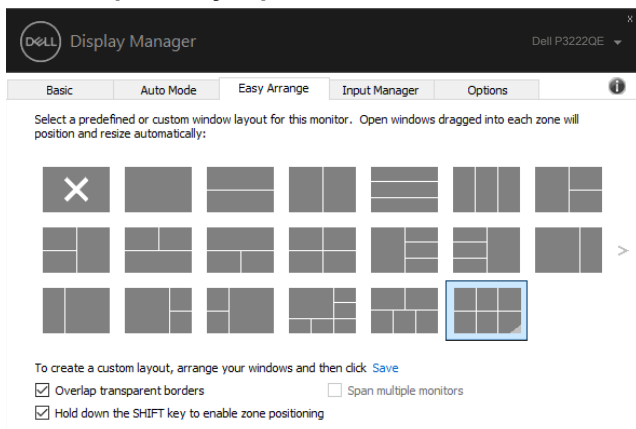 DELL Display Manager
Dell P3222QE
Basic Auto Mode Easy Arrange Input Manager Options
Select a predefined or custom window layout for this monitor. Open windows dragged into each zone will
position and resize automatically:
To create a custom layout, arrange your windows and then click Save
Overlap transparent borders Span multiple monitors
Hold down the SHIFT key to enable zone positioning